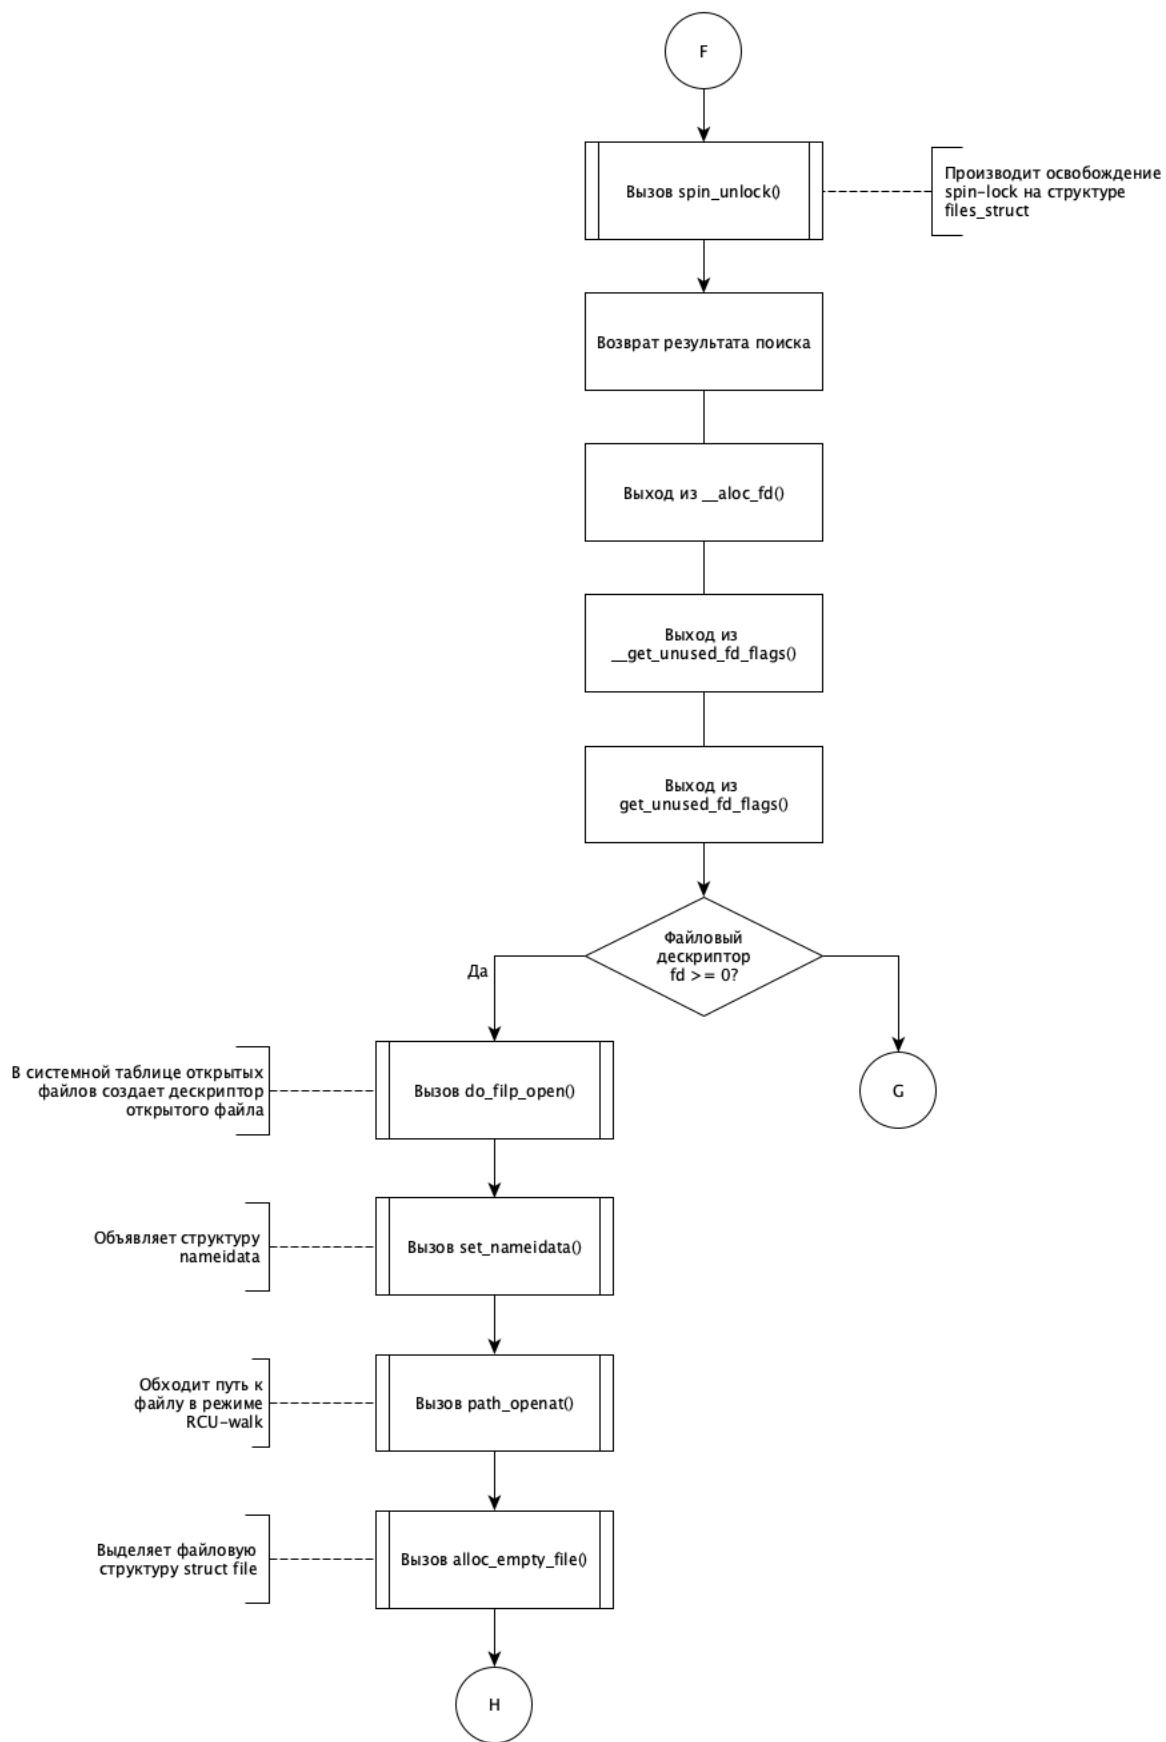 F
Вызов spin_unlock()
Производит освобождение
spin-lock на структуре
files_struct
Возврат результата поиска
Выход из __aloc_fd()
Выход из
__get_unused_fd_flags()
Выход из
get_unused_fd_flags()
Файловый
дескриптор
fd >= 0?
Да
В системной таблице открытых
файлов создает дескриптор
открытого файла
Вызов do_filp_open()
G
Объявляет структуру
nameidata
Вызов set_nameidata()
Обходит путь к
файлу в режиме
RCU-walk
Вызов path_openat()
Выделяет файловую
структуру struct file
Вызов alloc_empty_file()
H